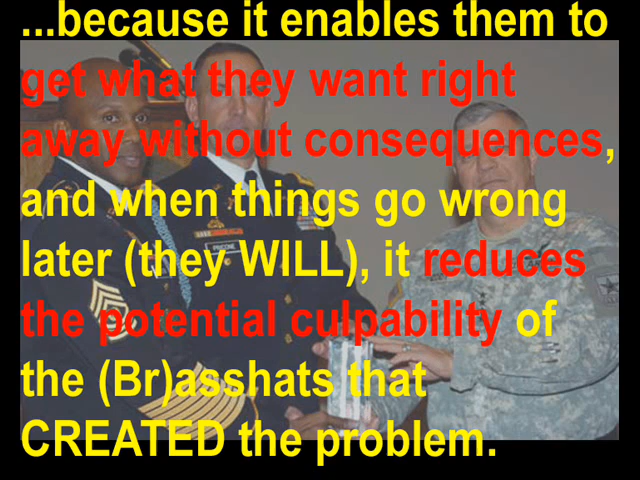 ...because it enables them to
get what they want right
away without consequences,
and when things go wrong
later (they WILL), it reduces
the potential culpability of
the (Br)asshats that
CREATED the problem.